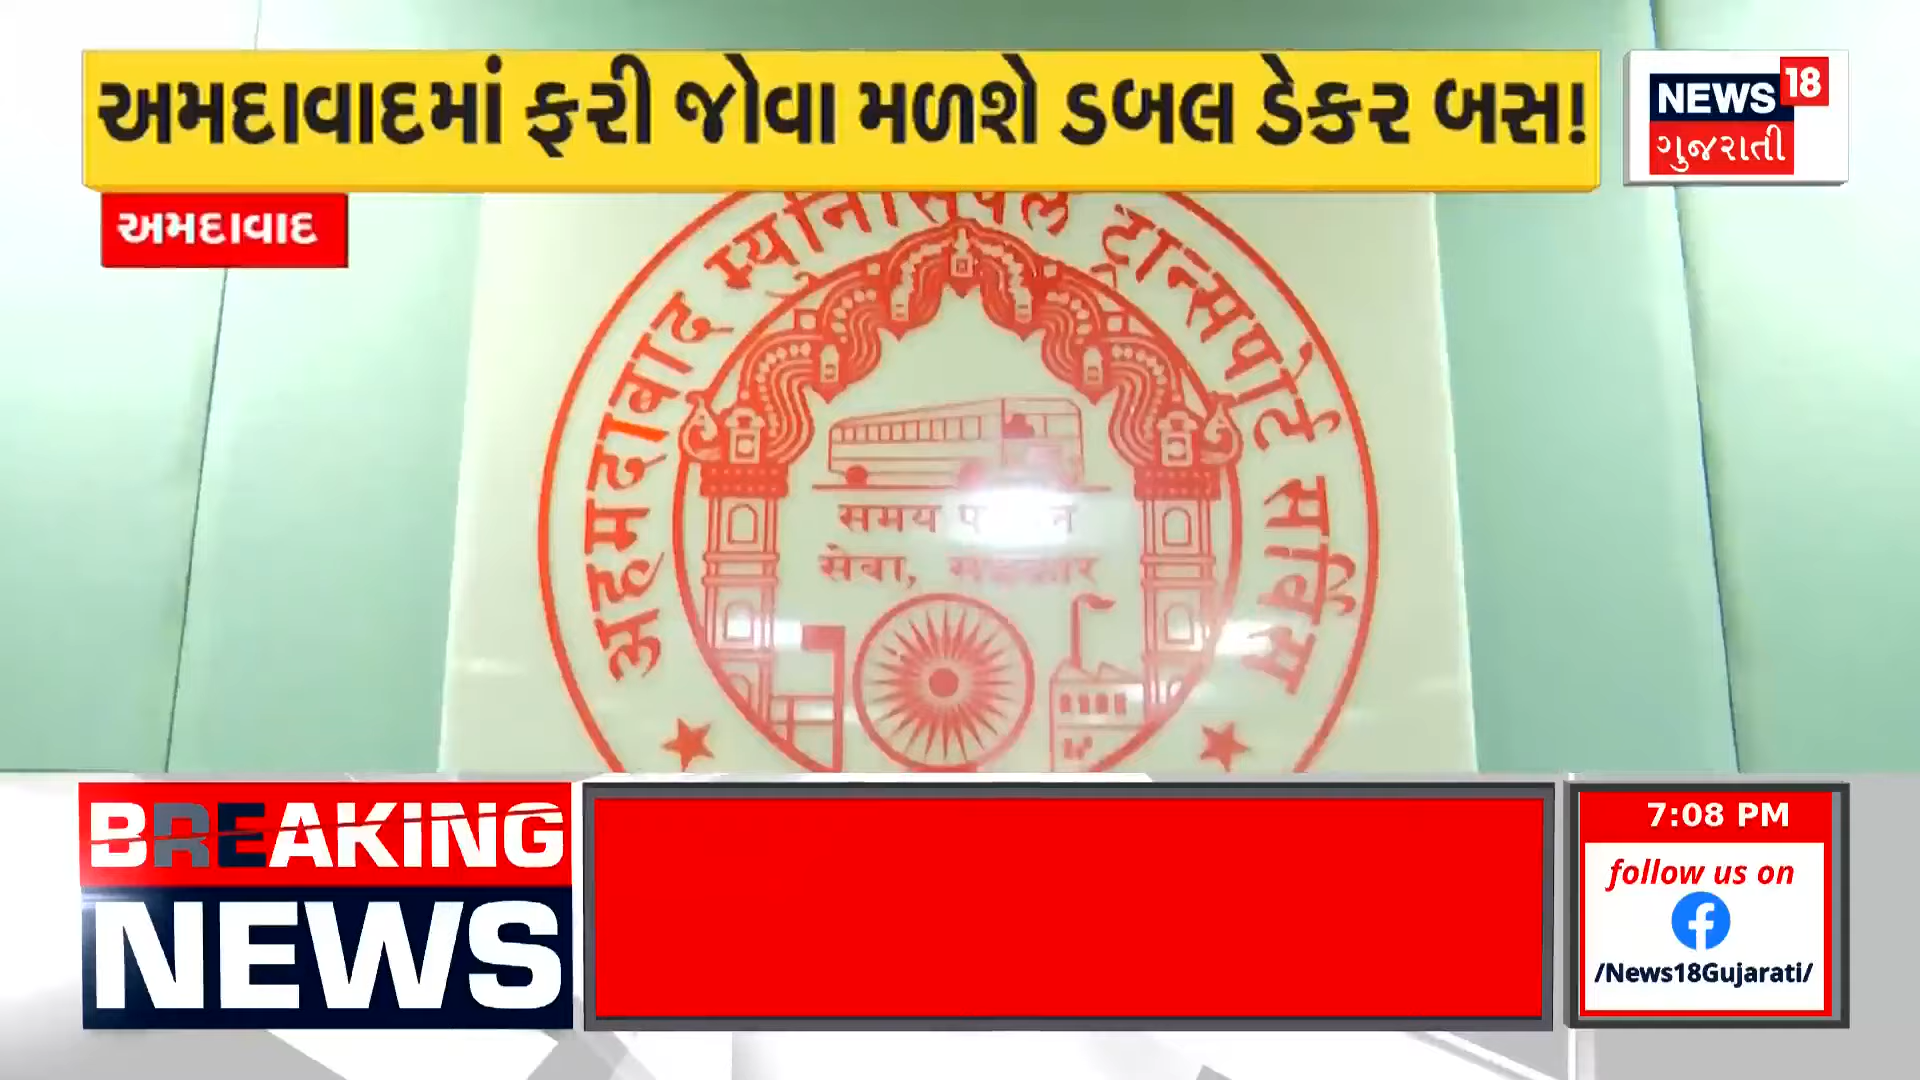 અમદાવાદમાં ફરી જોવા મળશે ડબલ ડેકર બસ!
NEWS 18
ગુજરાતી
અમદાવાદ
अहमदाबाद म्युनिसिपल ट्रान्सपोर्ट सर्विस
समय
सेवा,
BREAKING
NEWS
7:08 PM
follow us on
/News18Gujarati/